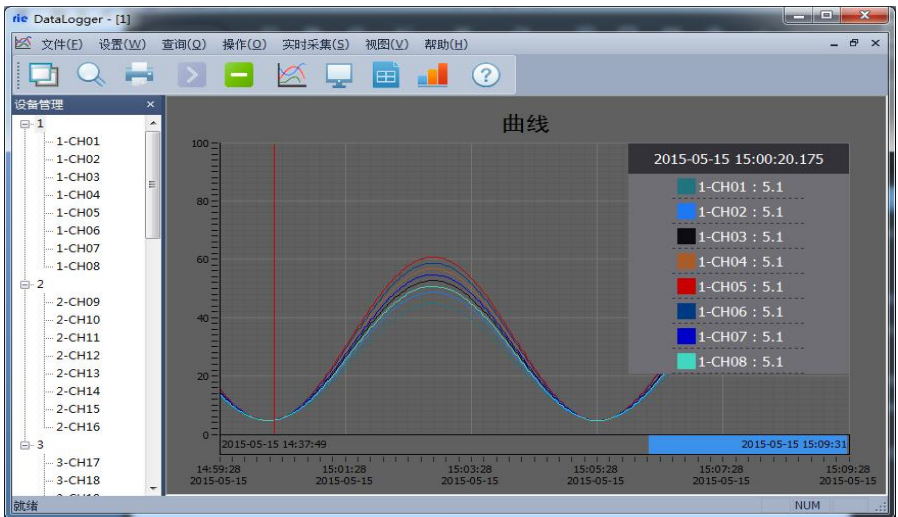 rie DataLogger - [1]
文件(F) 设置(W) 查询(Q) 操作(O) 实时采集(S) 视图(V) 帮助(H)
设备管理
1
1-CH01
1-CH02
1-CH03
1-CH04
1-CH05
1-CH06
1-CH07
1-CH08
2
2-CH09
2-CH10
2-CH11
2-CH12
2-CH13
2-CH14
2-CH15
2-CH16
3
3-CH17
3-CH18
曲线
100
80
60
40
20
0
2015-05-15 15:00:20.175
1-CH01 : 5.1
1-CH02 : 5.1
1-CH03 : 5.1
1-CH04 : 5.1
1-CH05 : 5.1
1-CH06 : 5.1
1-CH07 : 5.1
1-CH08 : 5.1
2015-05-15 14:37:49 2015-05-15 15:09:31
14:59:28 15:01:28 15:03:28 15:05:28 15:07:28 15:09:28
2015-05-15 2015-05-15 2015-05-15 2015-05-15 2015-05-15 2015-05-15
就绪 NUM